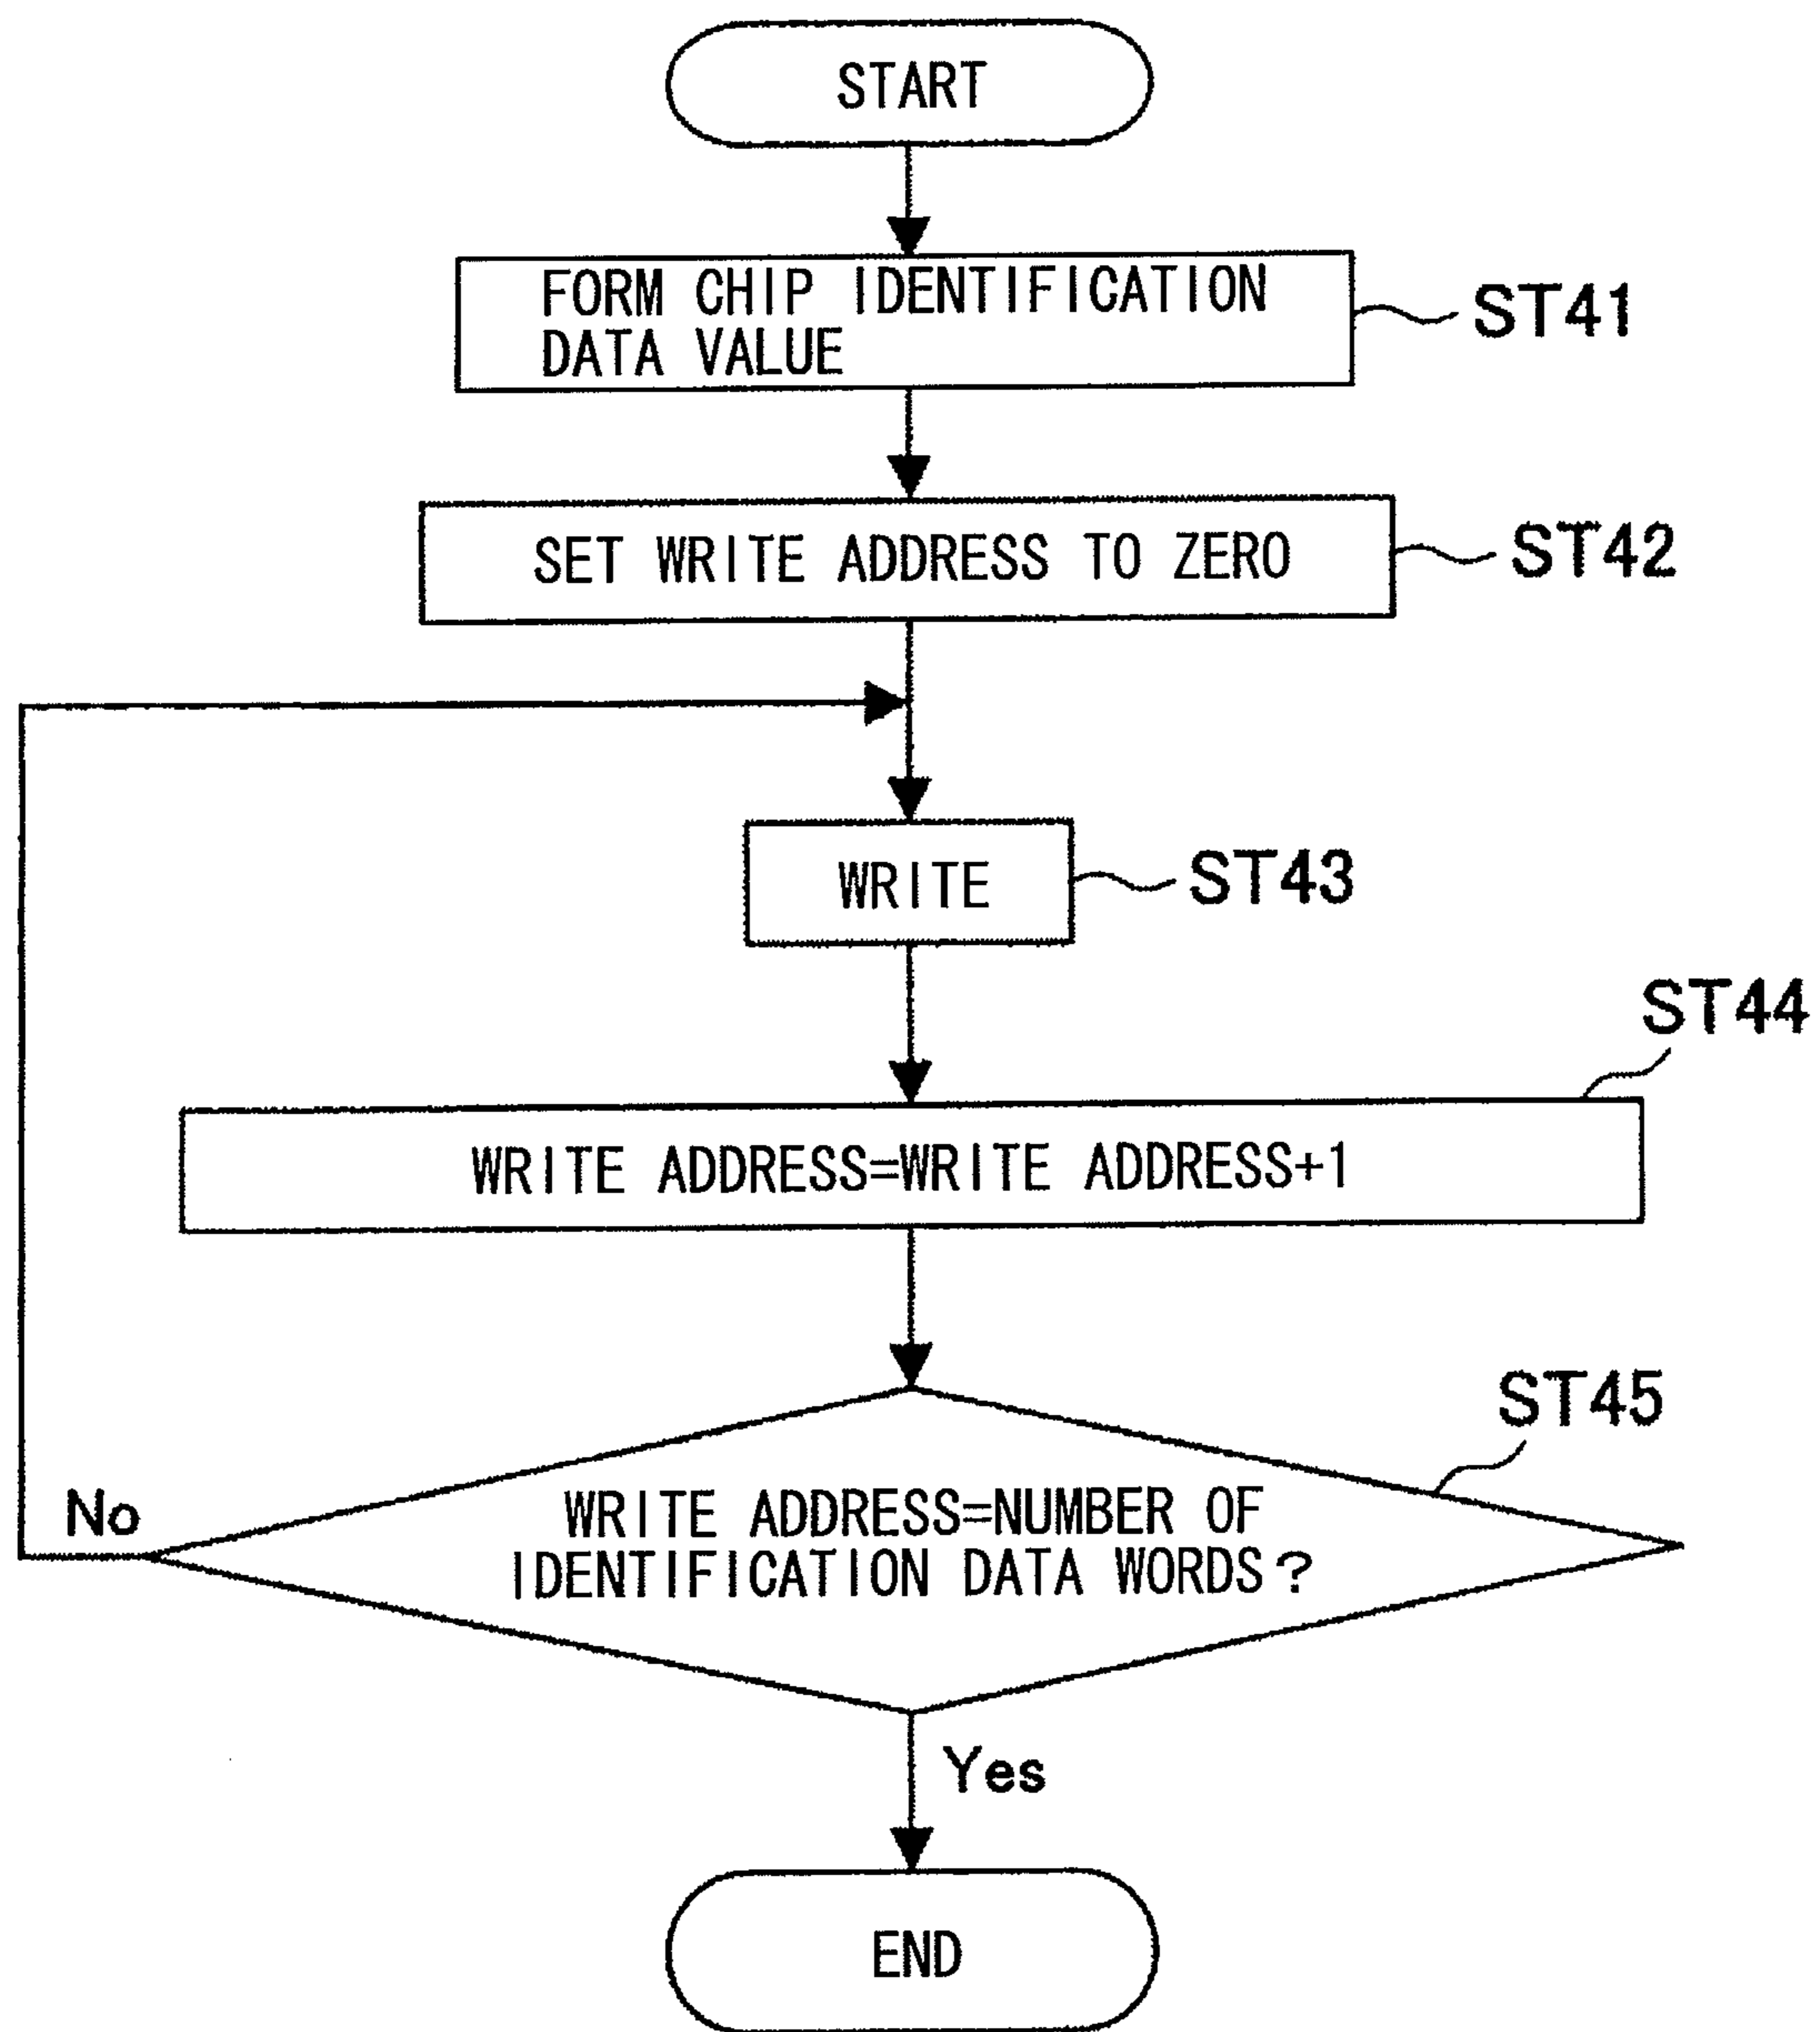 START
FORM CHIP IDENTIFICATION
DATA VALUE
ST41
SET WRITE ADDRESS TO ZERO
ST42
WRITE
ST43
ST44
WRITE ADDRESS=WRITE ADDRESS+1
ST45
No
WRITE ADDRESS=NUMBER OF
IDENTIFICATION DATA WORDS?
Yes
END